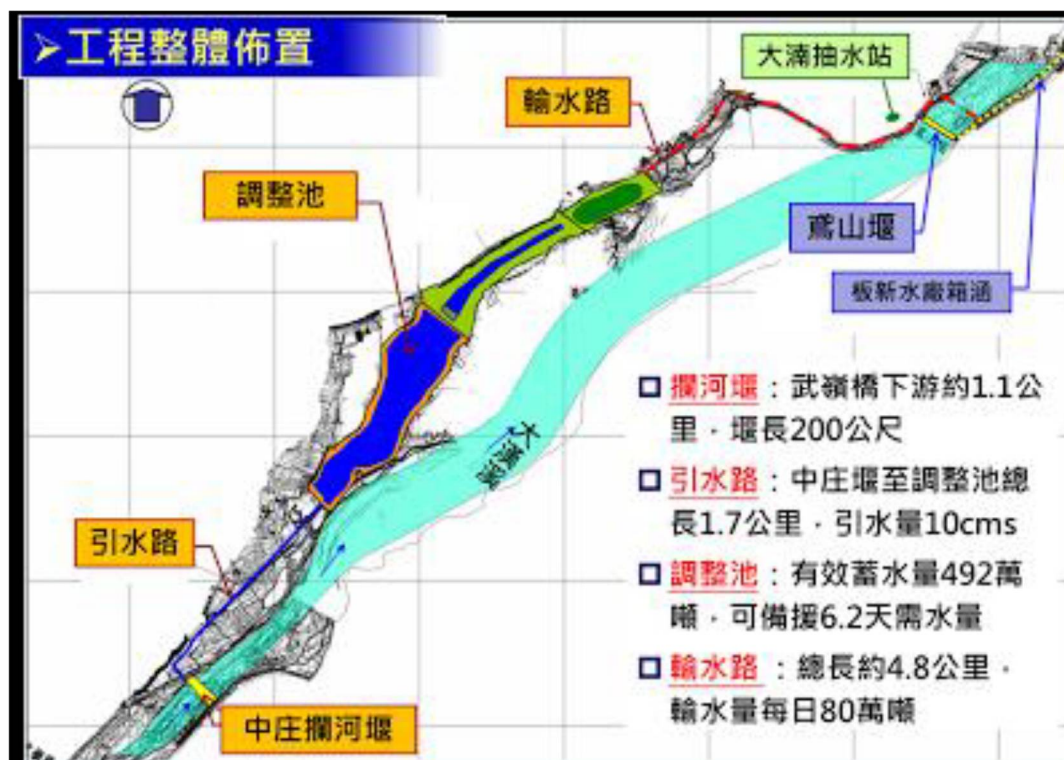 ➤工程整體佈置
大湳抽水站
輸水路
調整池
鳶山堰
板新水廠箱涵
大漢溪
引水路
中庄攔河堰
攔河堰：武嶺橋下游約1.1公
里，堰長200公尺
引水路：中庄堰至調整池總
長1.7公里，引水量10cms
調整池：有效蓄水量492萬
噸，可備援6.2天需水量
輸水路：總長約4.8公里，
輸水量每日80萬噸